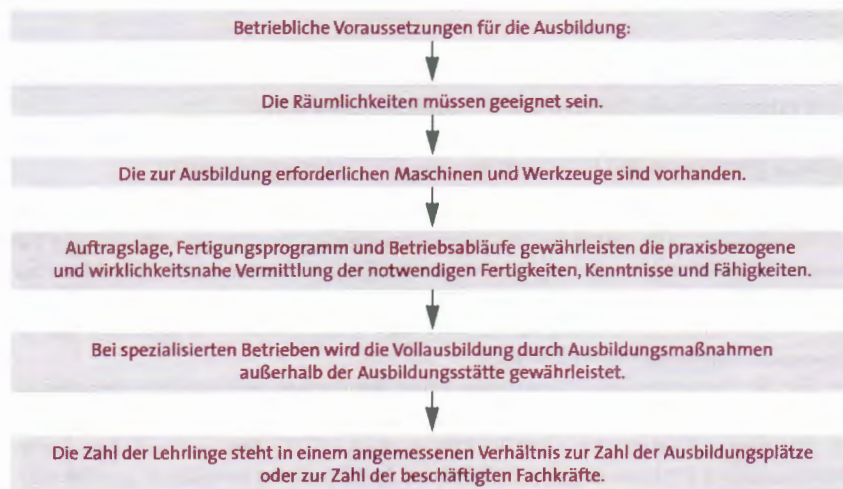 Betriebliche Voraussetzungen für die Ausbildung:
Die Räumlichkeiten müssen geeignet sein.
Die zur Ausbildung erforderlichen Maschinen und Werkzeuge sind vorhanden.
Auftragslage, Fertigungsprogramm und Betriebsabläufe gewährleisten die praxisbezogene
und wirklichkeitsnahe Vermittlung der notwendigen Fertigkeiten, Kenntnisse und Fähigkeiten.
Bei spezialisierten Betrieben wird die Vollausbildung durch Ausbildungsmaßnahmen
außerhalb der Ausbildungsstätte gewährleistet.
Die Zahl der Lehrlinge steht in einem angemessenen Verhältnis zur Zahl der Ausbildungsplätze
oder zur Zahl der beschäftigten Fachkräfte.